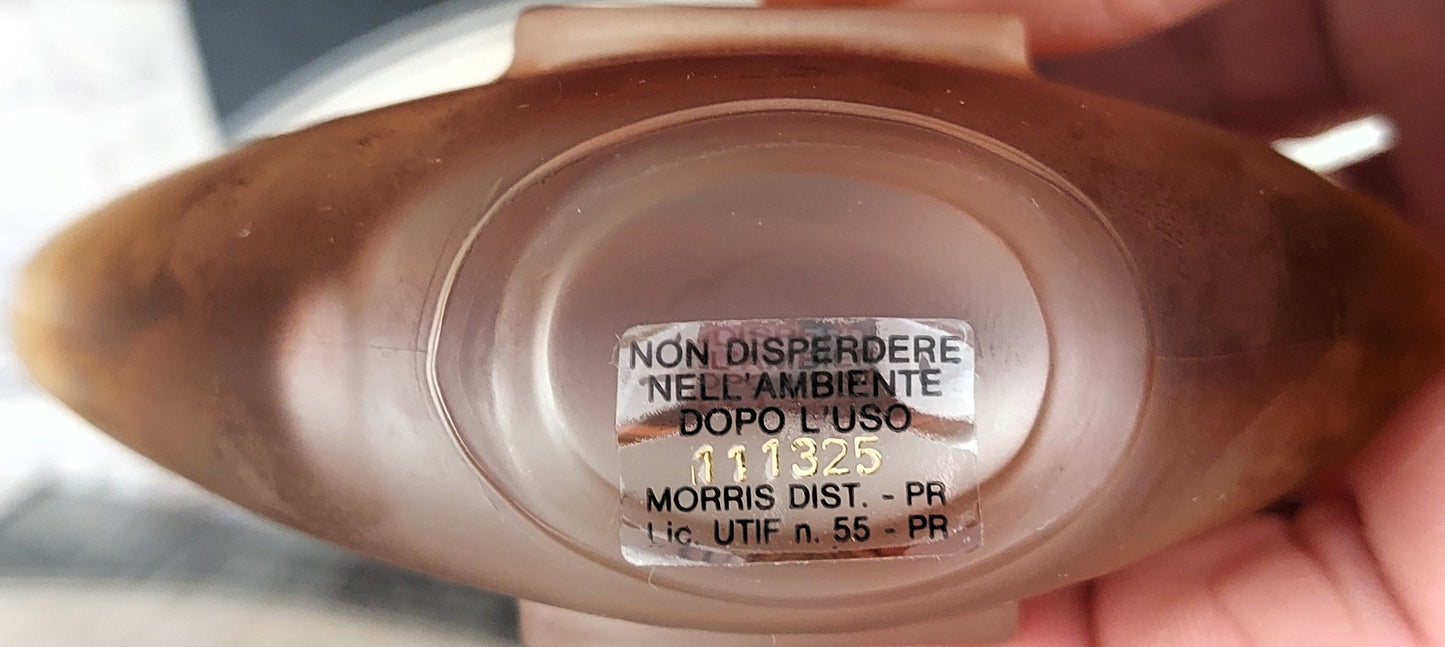 NON DISPERDERE
NELL'AMBIENTE
DOPO L'USO
111325
MORRIS DIST. - PR
Lic. UTIF n. 55 - PR